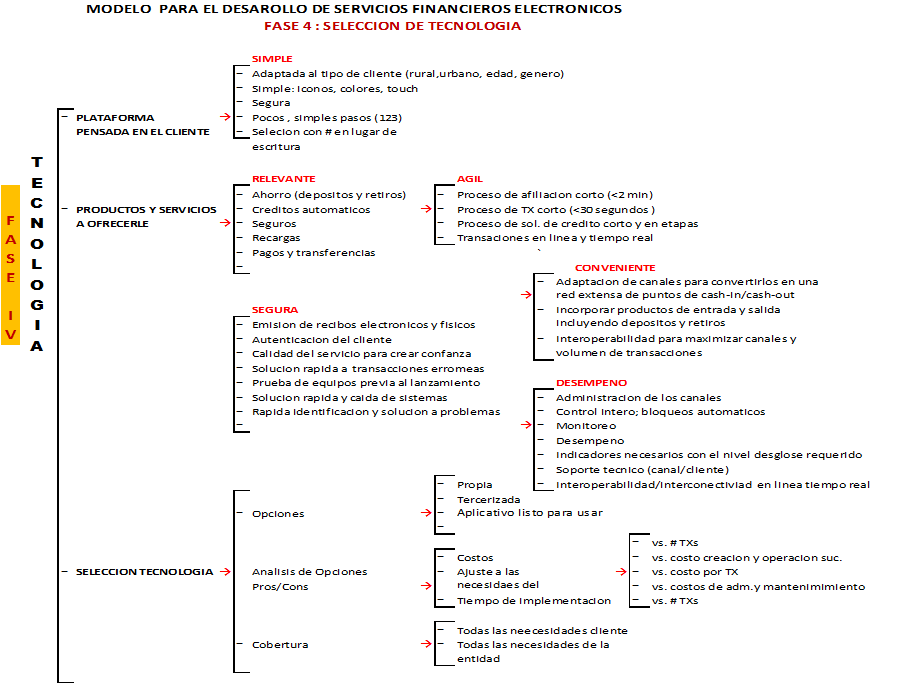 MODELO PARA EL DESAROLLO DE SERVICIOS FINANCIEROS ELECTRONICOS
FASE 4 : SELECCION DE TECNOLOGIA
FASE IV
TECNOLOGIA
– PLATAFORMA
PENSADA EN EL CLIENTE
SIMPLE
– Adaptada al tipo de cliente (rural,urbano, edad, genero)
– Simple: iconos, colores, touch
– Segura
– Pocos , simples pasos (123)
– Selecion con # en lugar de
escritura
– PRODUCTOS Y SERVICIOS
A OFRECERLE
RELEVANTE
– Ahorro (depositos y retiros)
– Creditos automaticos
– Seguros
– Recargas
– Pagos y transferencias
–
AGIL
– Proceso de afiliacion corto (<2 min)
– Proceso de TX corto (<30 segundos )
– Proceso de sol. de credito corto y en etapas
– Transaciones en linea y tiempo real
SEGURA
– Emision de recibos electronicos y fisicos
– Autenticacion del cliente
– Calidad del servicio para crear confanza
– Solucion rapida a transacciones erromeas
– Prueba de equipos previa al lanzamiento
– Solucion rapida y caida de sistemas
– Rapida identificacion y solucion a problemas
–
CONVENIENTE
– Adaptacion de canales para convertirlos en una
red extensa de puntos de cash-in/cash-out
– Incorporar productos de entrada y salida
incluyendo depositos y retiros
– Interoperabilidad para maximizar canales y
volumen de transacciones
DESEMPENO
– Administracion de los canales
– Control intero; bloqueos automaticos
– Monitoreo
– Desempeno
– Indicadores necesarios con el nivel desglose requerido
– Soporte tecnico (canal/cliente)
– Interoperabilidad/interconectiviad en linea tiempo real
– SELECCION TECNOLOGIA
– Opciones
– Propia
– Tercerizada
– Aplicativo listo para usar
–
– Analisis de Opciones
Pros/Cons
– Costos
– Ajuste a las
necesidaes del
– Tiempo de implementacion
– vs. # TXs
– vs. costo creacion y operacion suc.
– vs. costo por TX
– vs. costos de adm.y mantenimimiento
– vs. # TXs
– Cobertura
– Todas las neecesidades cliente
– Todas las necesidades de la
entidad